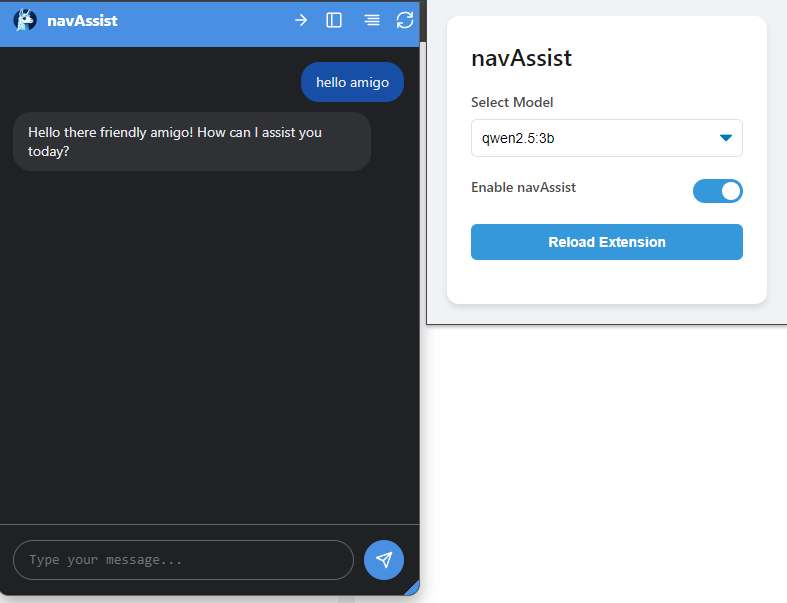 navAssist
hello amigo
Hello there friendly amigo! How can I assist you
today?
Type your message...
navAssist
Select Model
qwen2.5:3b
Enable navAssist
Reload Extension